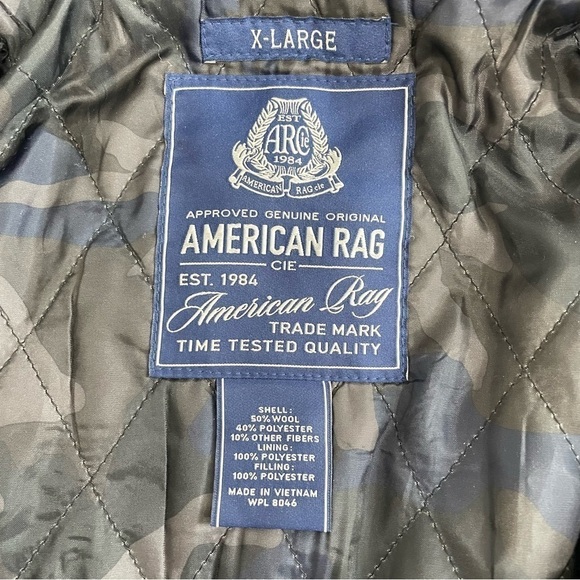 X-LARGE
EST
ARCie
1984
AMERICAN RAG cie
APPROVED GENUINE ORIGINAL
AMERICAN RAG
CIE
EST. 1984
American Rag
TRADE MARK
TIME TESTED QUALITY
SHELL:
50% WOOL
40% POLYESTER
10% OTHER FIBERS
LINING:
100% POLYESTER
FILLING:
100% POLYESTER
MADE IN VIETNAM
WPL 8046